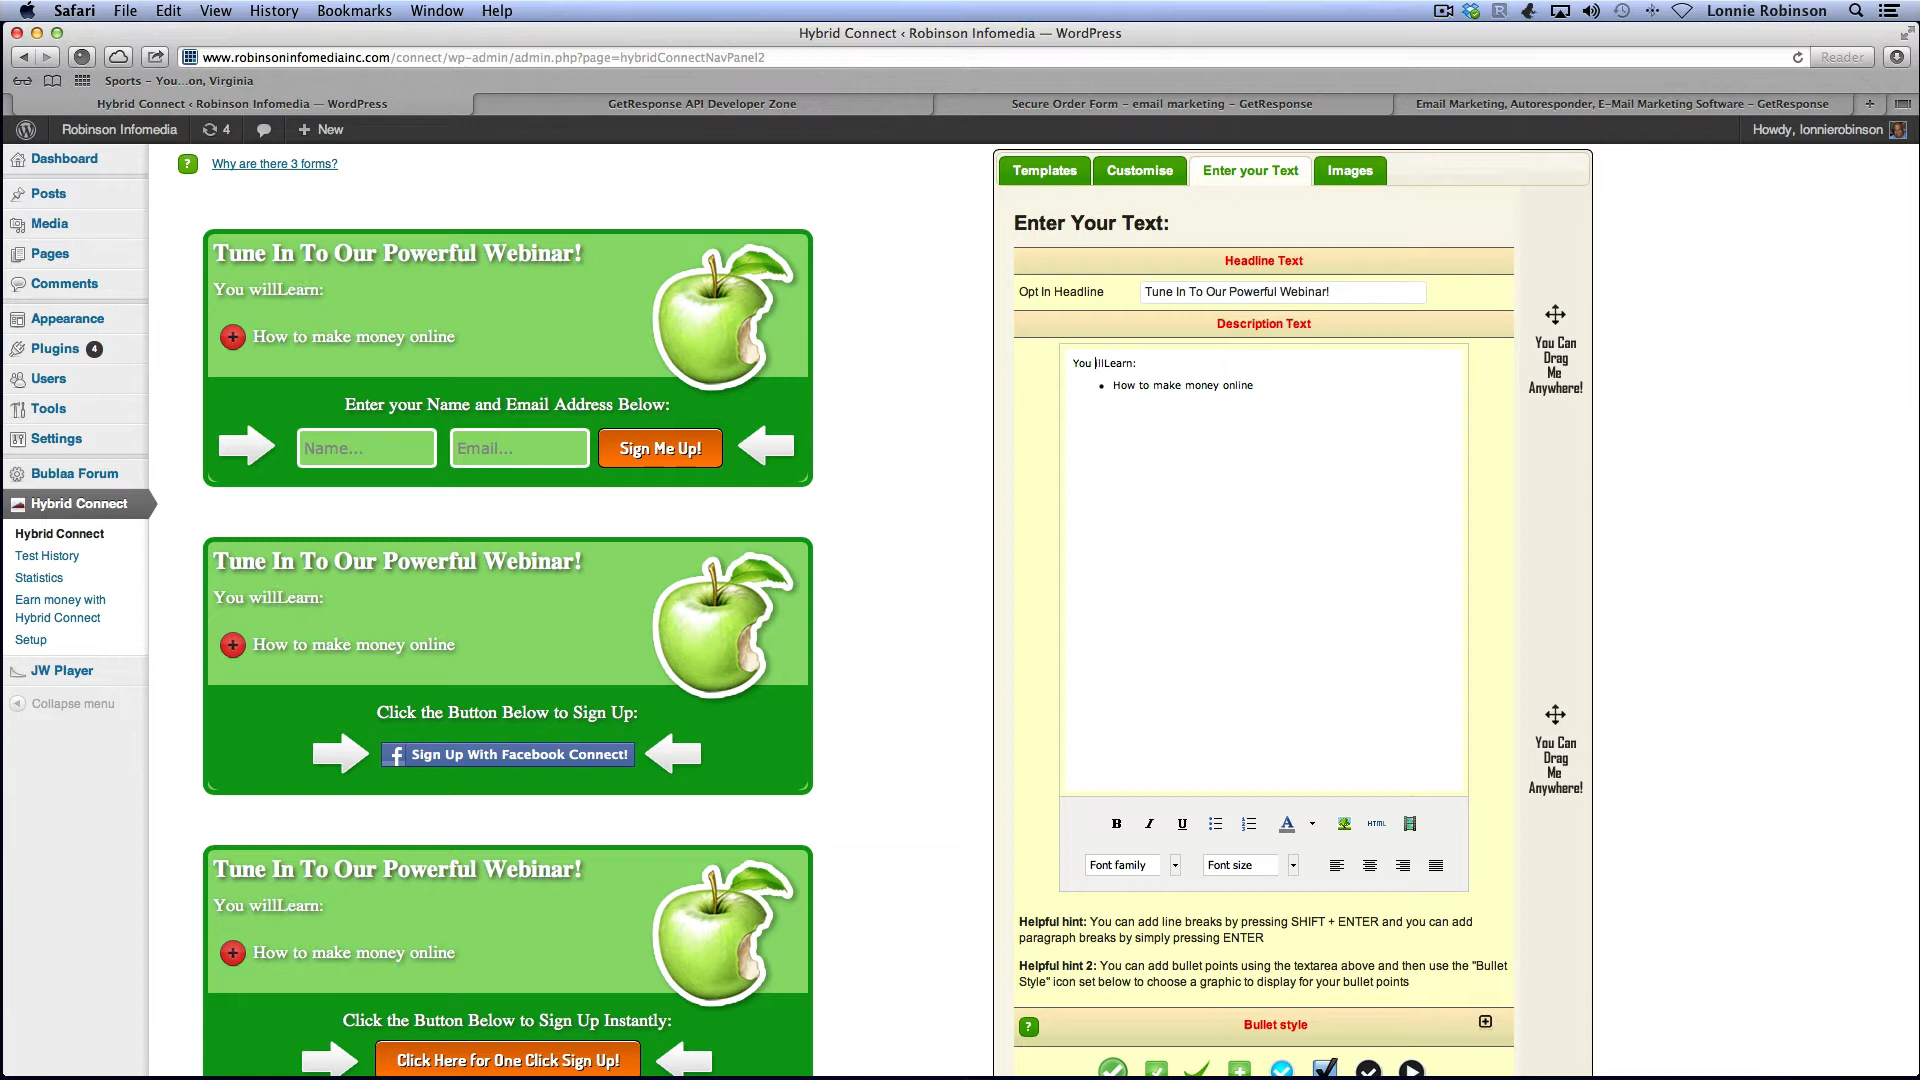 Safari File Edit View History Bookmarks Window Help Lonnie Robinson
Hybrid Connect ‹ Robinson Infomedia — WordPress
www.robinsoninfomediainc.com/connect/wp-admin/admin.php?page=hybridConnectNavPanel2 Reader
Sports – You…on, Virginia
Hybrid Connect ‹ Robinson Infomedia — WordPress GetResponse API Developer Zone Secure Order Form – email marketing – GetResponse Email Marketing, Autoresponder, E-Mail Marketing Software – GetResponse
Robinson Infomedia 4 New Howdy, lonnierobinson
Dashboard
Posts
Media
Pages
Comments
Appearance
Plugins 4
Users
Tools
Settings
Bublaa Forum
Hybrid Connect
Hybrid Connect
Test History
Statistics
Earn money with
Hybrid Connect
Setup
JW Player
Collapse menu
? Why are there 3 forms?
Tune In To Our Powerful Webinar!
You willLearn:
How to make money online
Enter your Name and Email Address Below:
Name... Email... Sign Me Up!
Tune In To Our Powerful Webinar!
You willLearn:
How to make money online
Click the Button Below to Sign Up:
f Sign Up With Facebook Connect!
Tune In To Our Powerful Webinar!
You willLearn:
How to make money online
Click the Button Below to Sign Up Instantly:
Click Here for One Click Sign Up!
Templates Customise Enter your Text Images
Enter Your Text:
Headline Text
Opt In Headline Tune In To Our Powerful Webinar!
Description Text
You willLearn:
• How to make money online
B I U A HTML
Font family Font size
Helpful hint: You can add line breaks by pressing SHIFT + ENTER and you can add
paragraph breaks by simply pressing ENTER
Helpful hint 2: You can add bullet points using the textarea above and then use the "Bullet
Style" icon set below to choose a graphic to display for your bullet points
? Bullet style
You Can
Drag
Me
Anywhere!
You Can
Drag
Me
Anywhere!